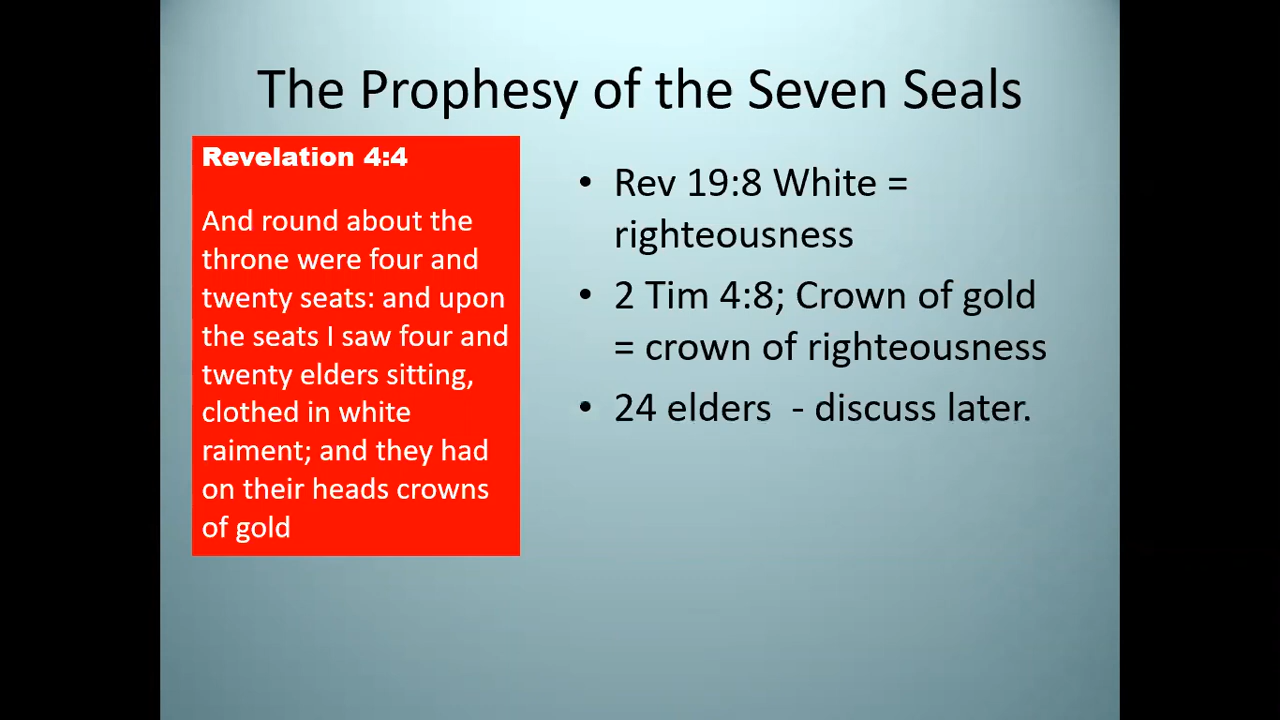 The Prophesy of the Seven Seals
Revelation 4:4
And round about the
throne were four and
twenty seats: and upon
the seats I saw four and
twenty elders sitting,
clothed in white
raiment; and they had
on their heads crowns
of gold
• Rev 19:8 White =
righteousness
• 2 Tim 4:8; Crown of gold
= crown of righteousness
• 24 elders  - discuss later.